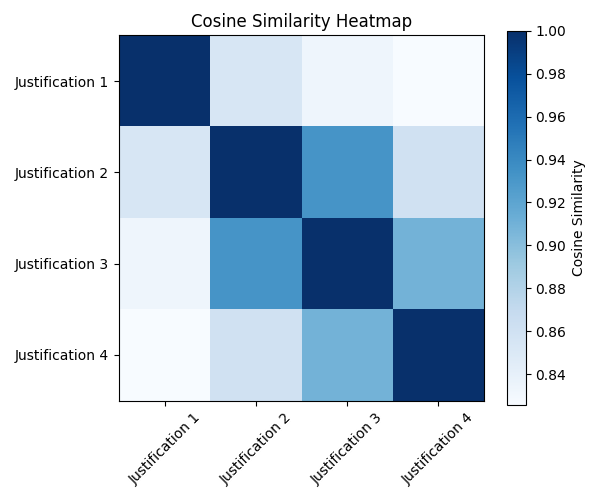 Cosine Similarity Heatmap
Justification 1
Justification 2
Justification 3
Justification 4
Justification 1
Justification 2
Justification 3
Justification 4
1.00
0.98
0.96
0.94
0.92
0.90
0.88
0.86
0.84
Cosine Similarity